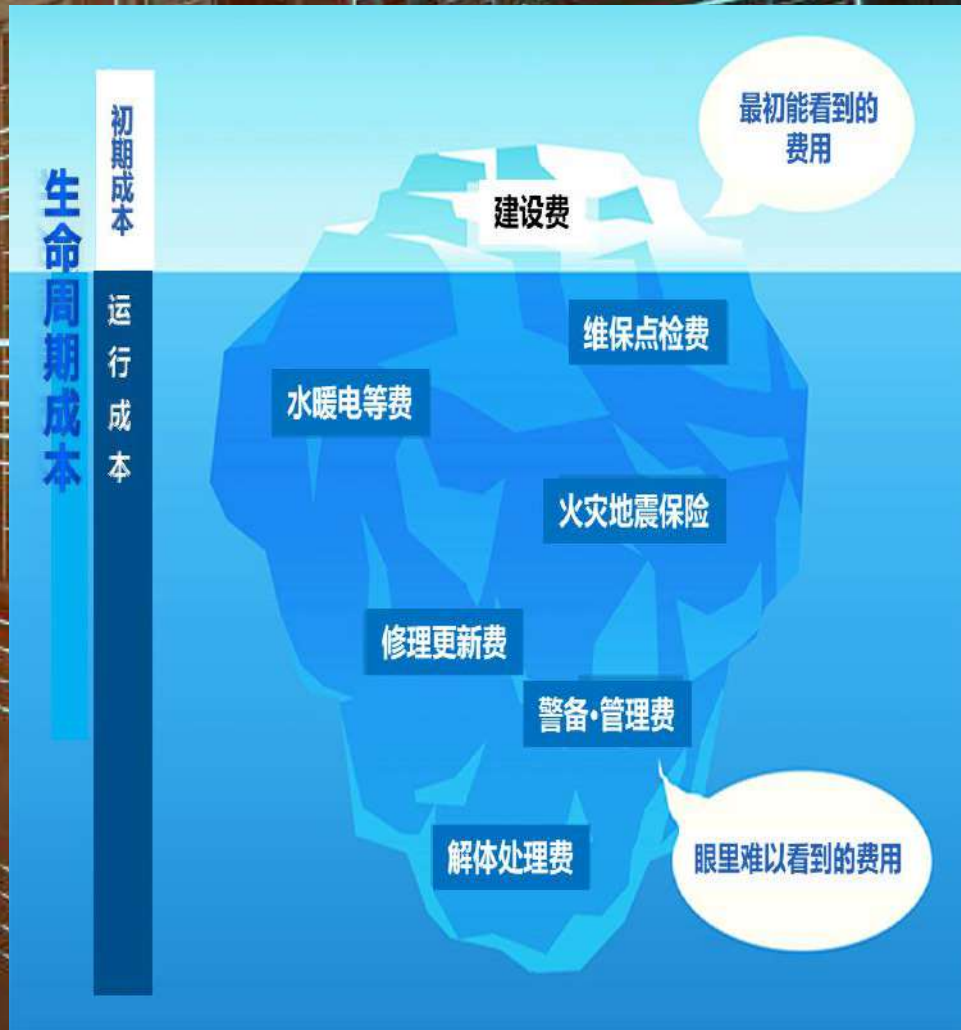 生命周期成本
初期成本
运行成本
最初能看到的
费用
建设费
维保点检费
水暖电等费
火灾地震保险
修理更新费
警备·管理费
解体处理费
眼里难以看到的费用